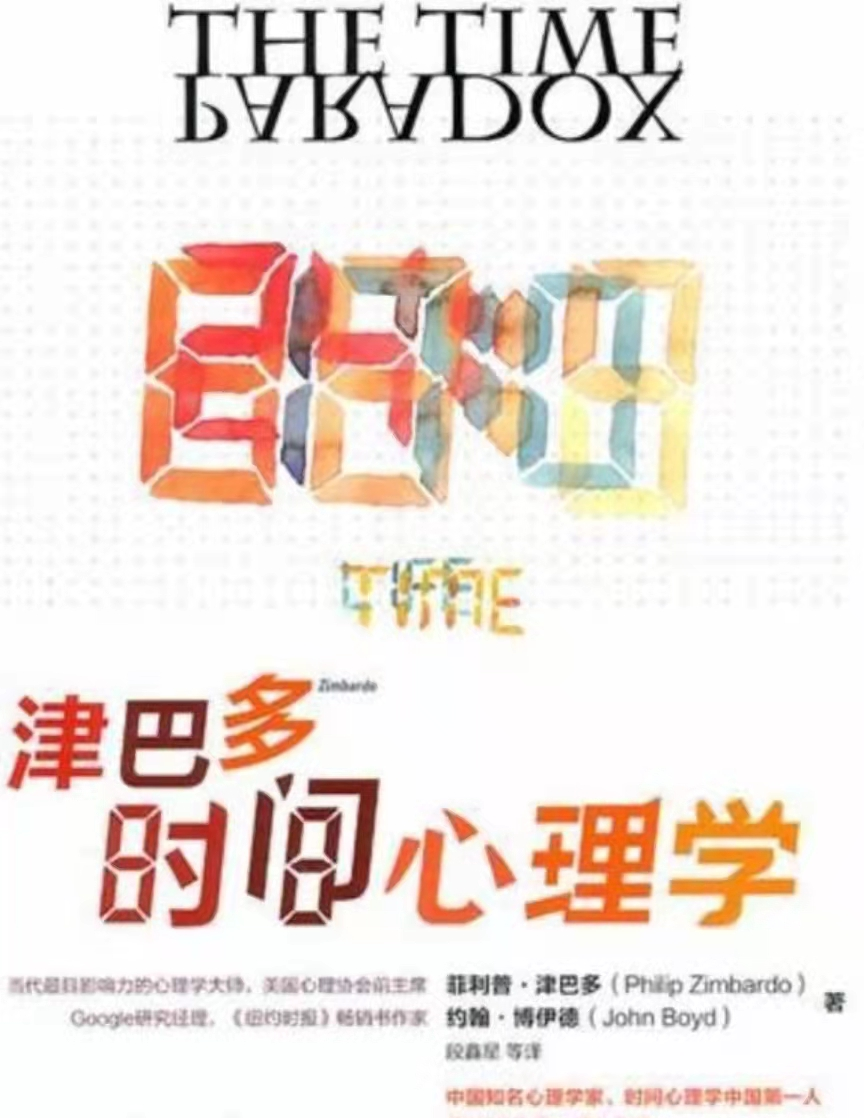 THE TIME
PARADOX
TIME
津巴多
Zimbardo
时间心理学
当代最具影响力的心理学大师，美国心理协会前主席
菲利普·津巴多（Philip Zimbardo）
Google研究经理，《纽约时报》畅销书作家
约翰·博伊德（John Boyd）
著
段鑫星 等译
中国知名心理学家、时间心理学中国第一人